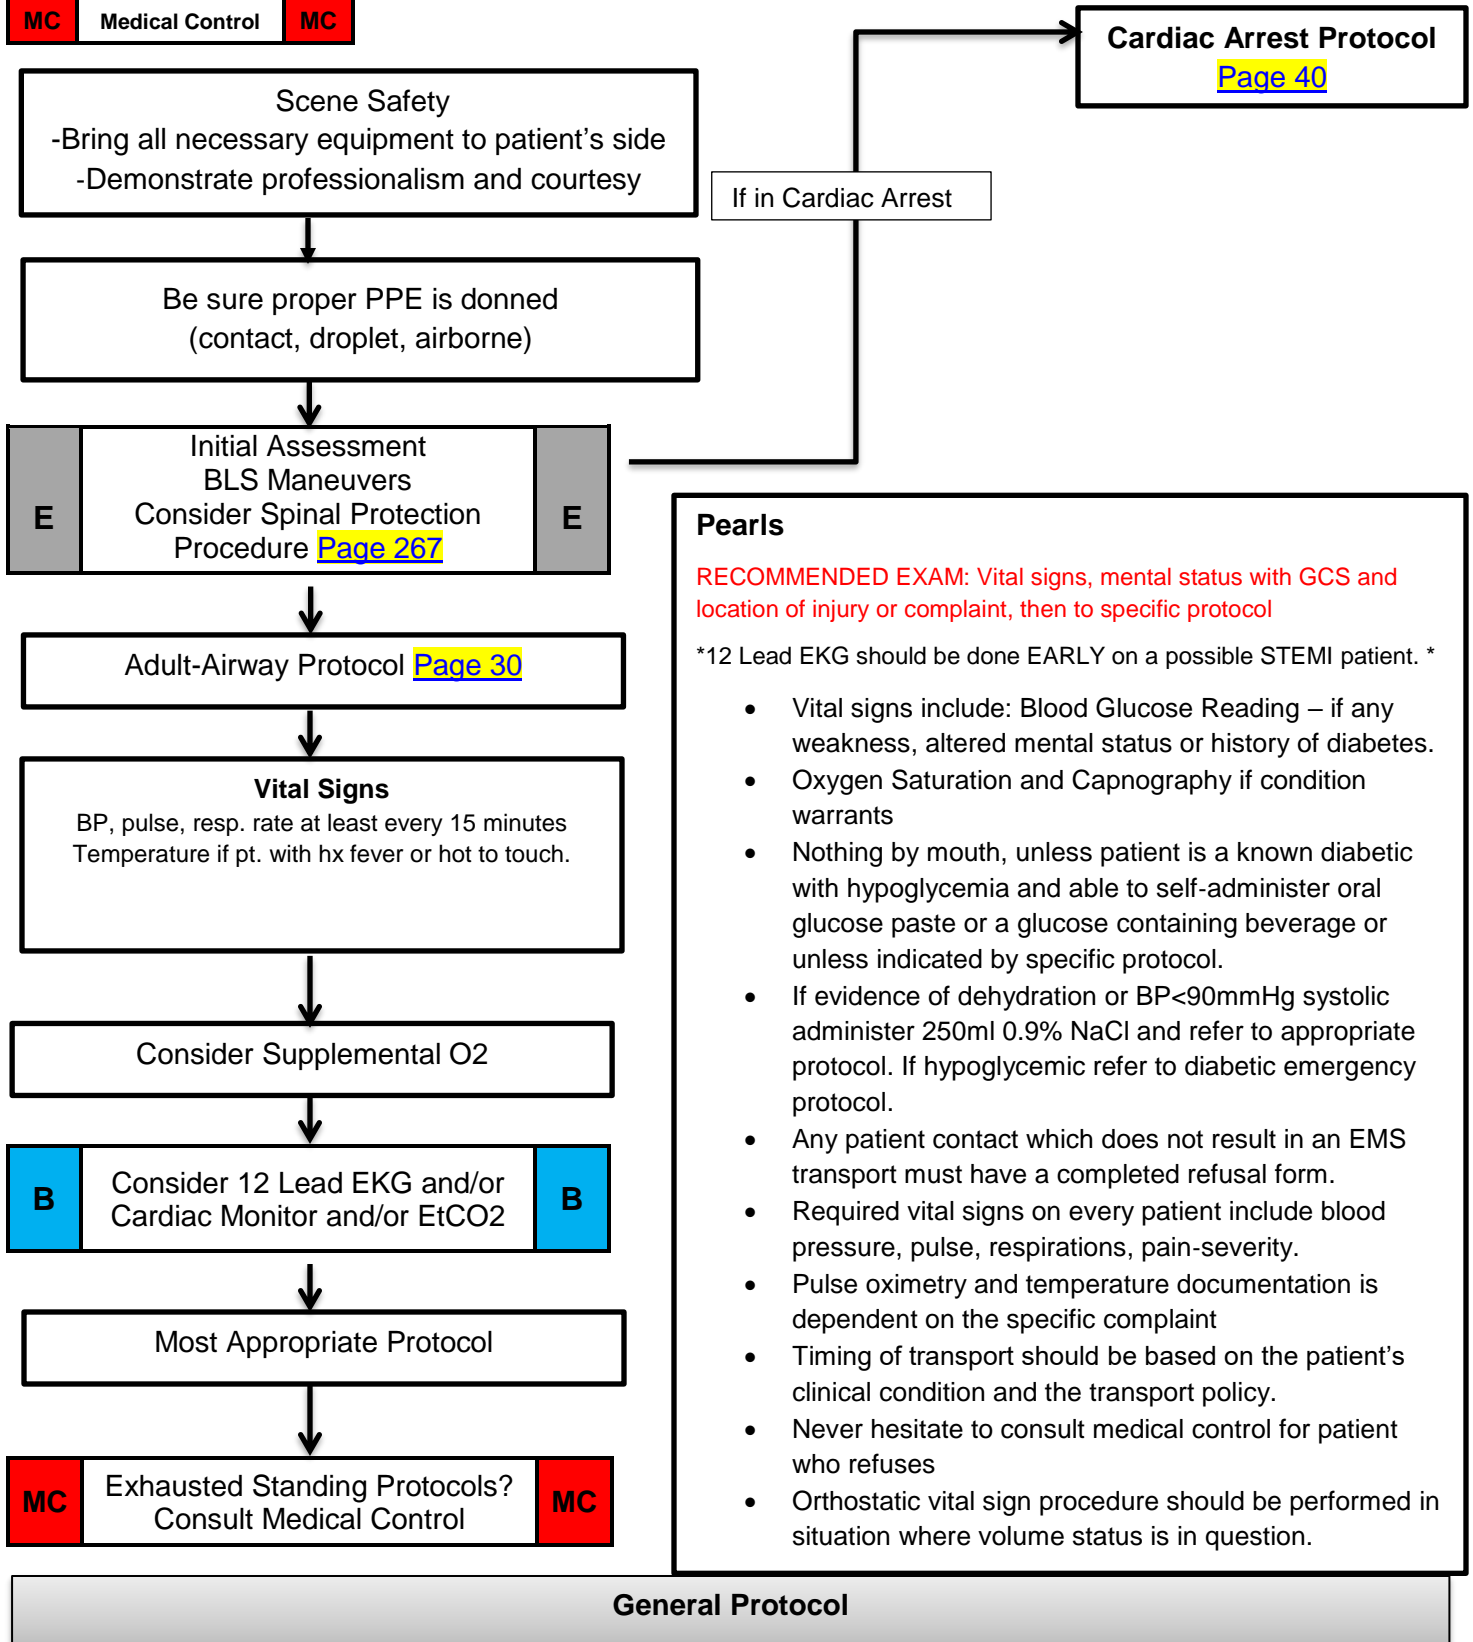 MC Medical Control MC
Cardiac Arrest Protocol
Page 40
Scene Safety
-Bring all necessary equipment to patient’s side
-Demonstrate professionalism and courtesy
If in Cardiac Arrest
Be sure proper PPE is donned
(contact, droplet, airborne)
Initial Assessment
BLS Maneuvers
E Consider Spinal Protection E
Procedure Page 267
Adult-Airway Protocol Page 30
Vital Signs
BP, pulse, resp. rate at least every 15 minutes
Temperature if pt. with hx fever or hot to touch.
Consider Supplemental O2
B Consider 12 Lead EKG and/or B
Cardiac Monitor and/or EtCO2
Most Appropriate Protocol
MC Exhausted Standing Protocols? MC
Consult Medical Control
Pearls
RECOMMENDED EXAM: Vital signs, mental status with GCS and
location of injury or complaint, then to specific protocol
*12 Lead EKG should be done EARLY on a possible STEMI patient. *
• Vital signs include: Blood Glucose Reading – if any
weakness, altered mental status or history of diabetes.
• Oxygen Saturation and Capnography if condition
warrants
• Nothing by mouth, unless patient is a known diabetic
with hypoglycemia and able to self-administer oral
glucose paste or a glucose containing beverage or
unless indicated by specific protocol.
• If evidence of dehydration or BP<90mmHg systolic
administer 250ml 0.9% NaCl and refer to appropriate
protocol. If hypoglycemic refer to diabetic emergency
protocol.
• Any patient contact which does not result in an EMS
transport must have a completed refusal form.
• Required vital signs on every patient include blood
pressure, pulse, respirations, pain-severity.
• Pulse oximetry and temperature documentation is
dependent on the specific complaint
• Timing of transport should be based on the patient’s
clinical condition and the transport policy.
• Never hesitate to consult medical control for patient
who refuses
• Orthostatic vital sign procedure should be performed in
situation where volume status is in question.
General Protocol